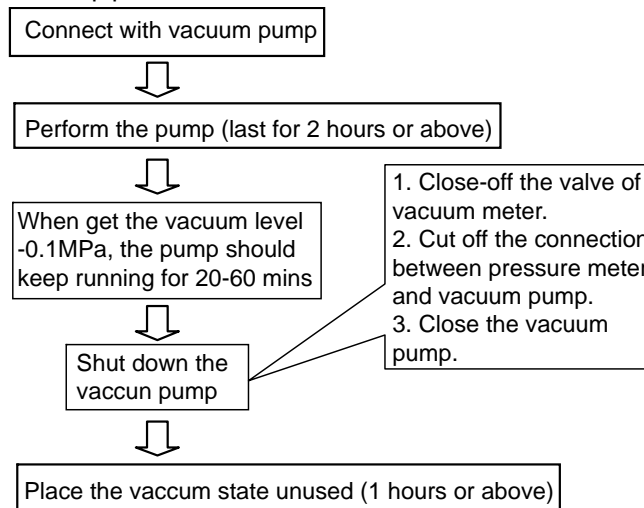 Connect with vacuum pump
Perform the pump (last for 2 hours or above)
When get the vacuum level
-0.1MPa, the pump should
keep running for 20-60 mins
1. Close-off the valve of
vacuum meter.
2. Cut off the connection
between pressure meter
and vacuum pump.
3. Close the vacuum
pump.
Shut down the
vaccun pump
Place the vaccum state unused (1 hours or above)